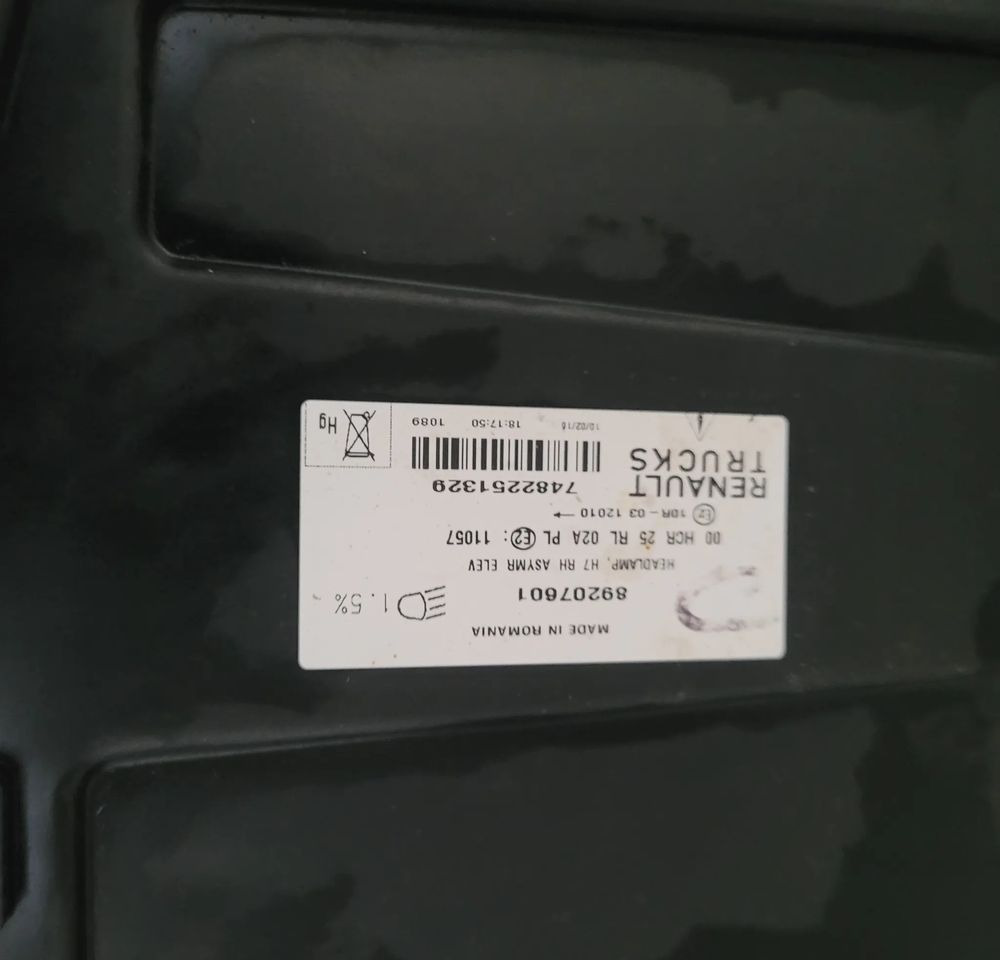 MADE IN ROMANIA
89207601
1.5%
HEADLAMP, H7 RH ASYMR ELEV
00 HCR 25 RL 02A PL E2: 11057
E2 10R-03 12010
RENAULT
TRUCKS
7482251329
10/02/16 18:17:50 1089
Hg